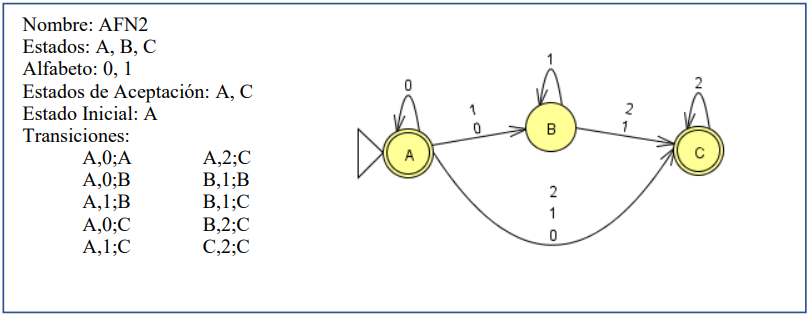 Nombre: AFN2
Estados: A, B, C
Alfabeto: 0, 1
Estados de Aceptación: A, C
Estado Inicial: A
Transiciones:
A,0;A A,2;C
A,0;B B,1;B
A,1;B B,1;C
A,0;C B,2;C
A,1;C C,2;C
0
A
1
0
1
B
2
1
2
C
2
1
0